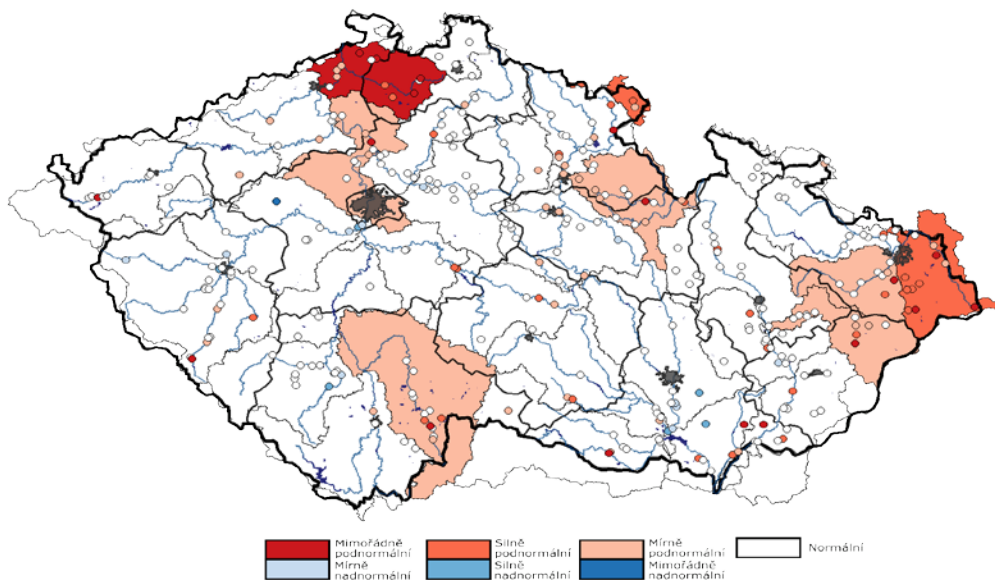 Mimořádně
podnormální
Silně
podnormální
Mírně
podnormální
Normální
Mírně
nadnormální
Silně
nadnormální
Mimořádně
nadnormální